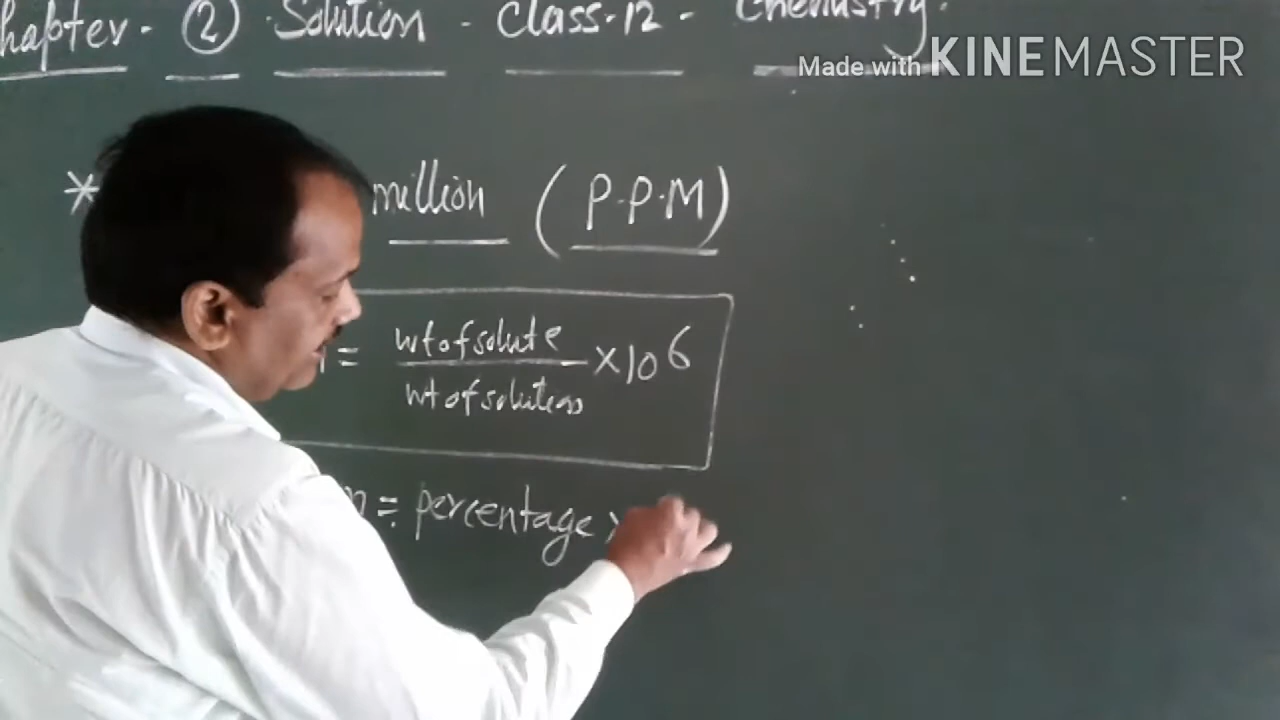 hapter - 2 Solution - Class-12 - Chemistry.
Made with KINEMASTER
* million (P.P.M)
= wt of solute
× 10 6
wt of solution
= percentage ×